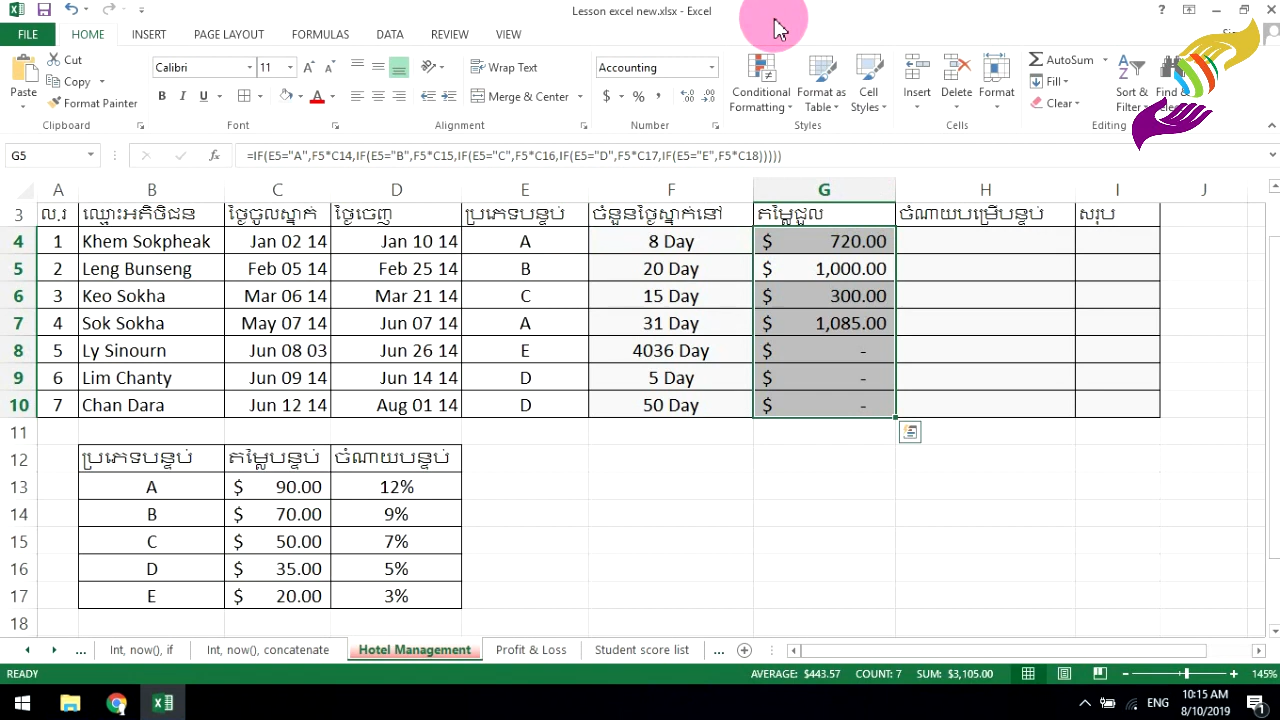 Lesson excel new.xlsx - Excel
?
FILE HOME INSERT PAGE LAYOUT FORMULAS DATA REVIEW VIEW
Paste Cut Copy Format Painter Clipboard
Calibri 11 B I U Font
Wrap Text Merge & Center Alignment
Accounting $ % , Number
Conditional Formatting Format as Table Cell Styles Styles
Insert Delete Format Cells
AutoSum Fill Clear Sort & Filter Find & Editing
G5 fx =IF(E5="A",F5*C14,IF(E5="B",F5*C15,IF(E5="C",F5*C16,IF(E5="D",F5*C17,IF(E5="E",F5*C18)))))
A B C D E F G H I J
3 ល.រ ឈ្មោះអតិថិជន ថ្ងៃចូលស្នាក់ ថ្ងៃចេញ ប្រភេទបន្ទប់ ចំនួនថ្ងៃស្នាក់នៅ តម្លៃជួល ចំណាយបម្រើបន្ទប់ សរុប
4 1 Khem Sokpheak Jan 02 14 Jan 10 14 A 8 Day $ 720.00
5 2 Leng Bunseng Feb 05 14 Feb 25 14 B 20 Day $ 1,000.00
6 3 Keo Sokha Mar 06 14 Mar 21 14 C 15 Day $ 300.00
7 4 Sok Sokha May 07 14 Jun 07 14 A 31 Day $ 1,085.00
8 5 Ly Sinourn Jun 08 03 Jun 26 14 E 4036 Day $ -
9 6 Lim Chanty Jun 09 14 Jun 14 14 D 5 Day $ -
10 7 Chan Dara Jun 12 14 Aug 01 14 D 50 Day $ -
11
12 ប្រភេទបន្ទប់ តម្លៃបន្ទប់ ចំណាយបន្ទប់
13 A $ 90.00 12%
14 B $ 70.00 9%
15 C $ 50.00 7%
16 D $ 35.00 5%
17 E $ 20.00 3%
18
... Int, now(), if Int, now(), concatenate Hotel Management Profit & Loss Student score list ...
READY AVERAGE: $443.57 COUNT: 7 SUM: $3,105.00 145%
ENG 10:15 AM
8/10/2019